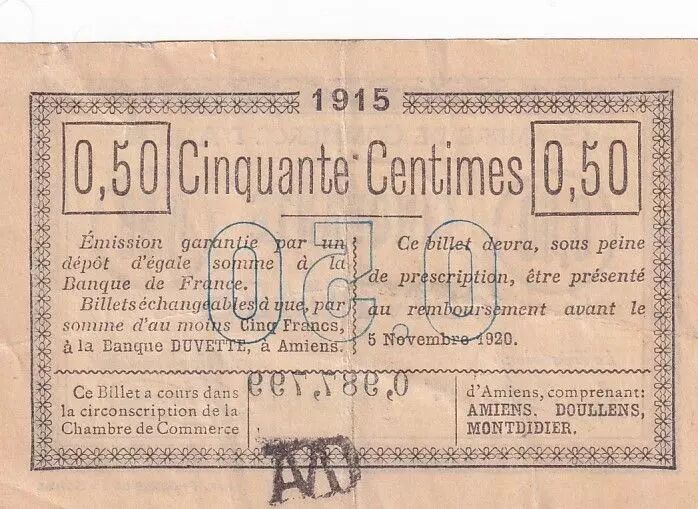 1915
0,50 Cinquante Centimes 0,50
Émission garantie par un
dépôt d'égale somme à la
Banque de France.
Billets échangeables à vue, par
somme d'au moins Cinq Francs,
à la Banque DUVETTE, à Amiens.
Ce billet devra, sous peine
de prescription, être présenté
au remboursement avant le
5 Novembre 1920.
0.50
Ce Billet a cours dans
la circonscription de la
Chambre de Commerce
d'Amiens, comprenant:
AMIENS. DOULLENS,
MONTDIDIER.